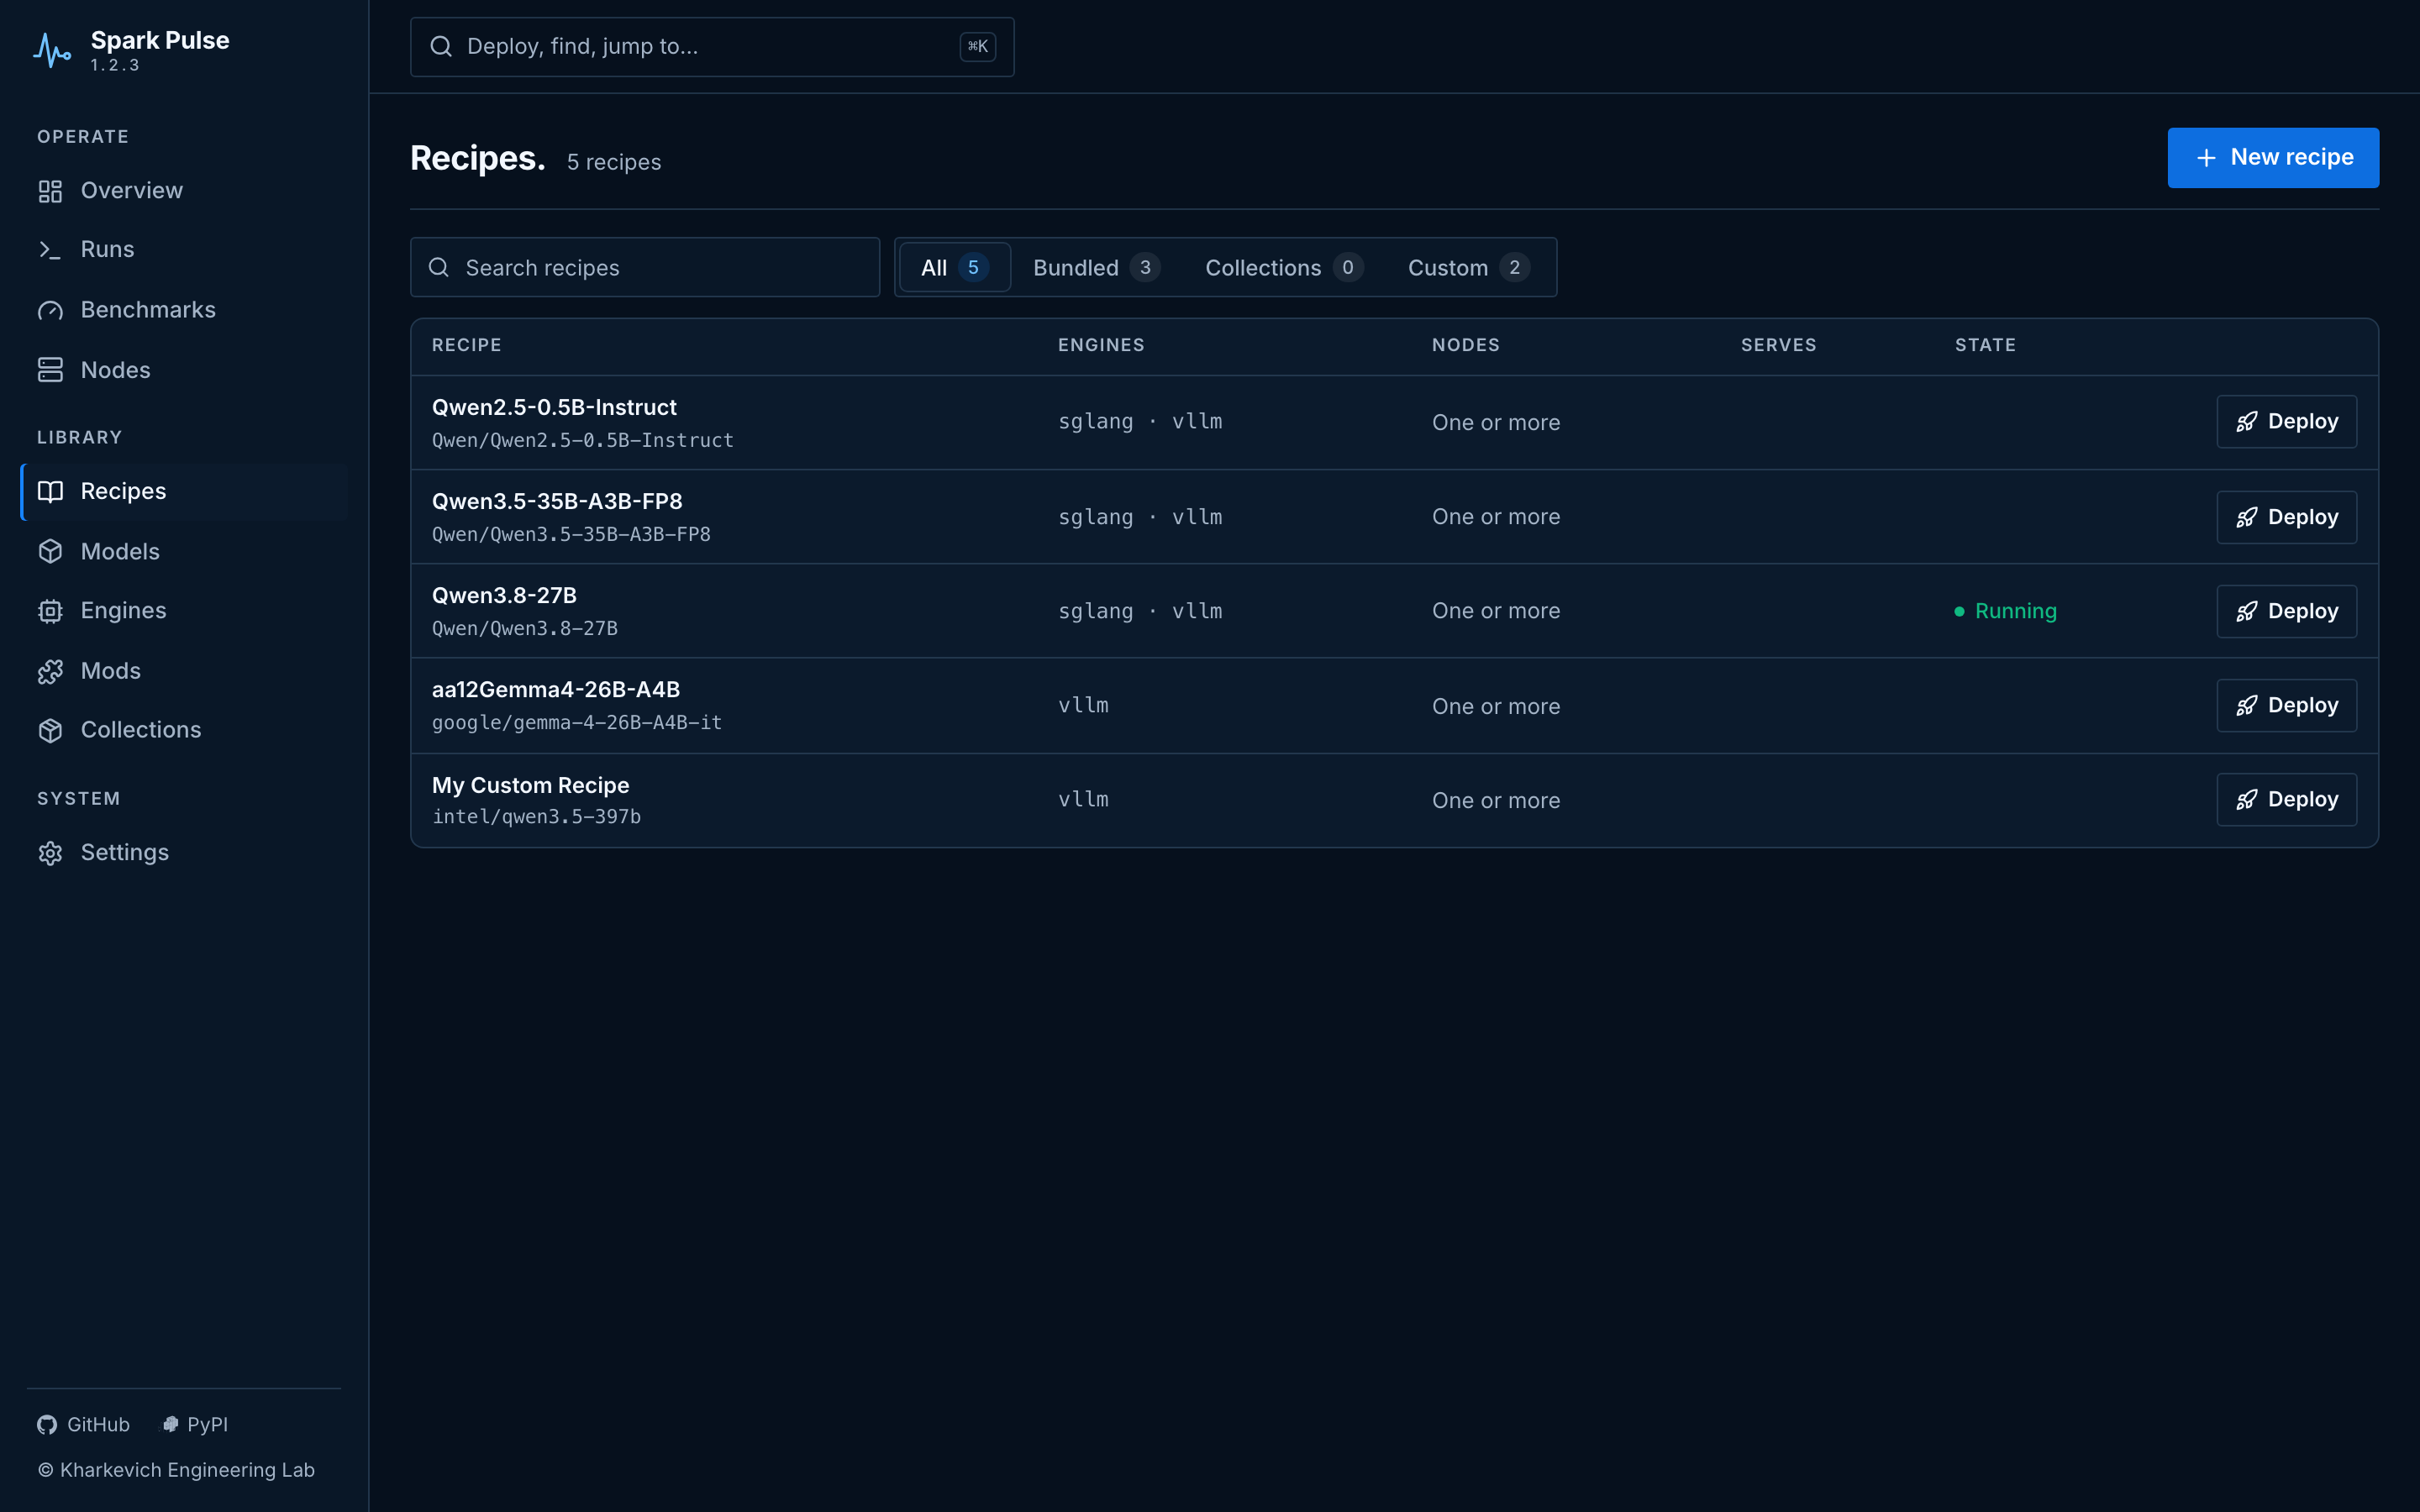 Spark Pulse
1.2.3
OPERATE
Overview
Runs
Benchmarks
Nodes
LIBRARY
Recipes
Models
Engines
Mods
Collections
SYSTEM
Settings
GitHub PyPI
© Kharkevich Engineering Lab
Deploy, find, jump to... ⌘K
Recipes. 5 recipes
New recipe
Search recipes
All 5 Bundled 3 Collections 0 Custom 2
RECIPE ENGINES NODES SERVES STATE
Qwen2.5-0.5B-Instruct
Qwen/Qwen2.5-0.5B-Instruct
sglang · vllm One or more Deploy
Qwen3.5-35B-A3B-FP8
Qwen/Qwen3.5-35B-A3B-FP8
sglang · vllm One or more Deploy
Qwen3.8-27B
Qwen/Qwen3.8-27B
sglang · vllm One or more Running Deploy
aa12Gemma4-26B-A4B
google/gemma-4-26B-A4B-it
vllm One or more Deploy
My Custom Recipe
intel/qwen3.5-397b
vllm One or more Deploy